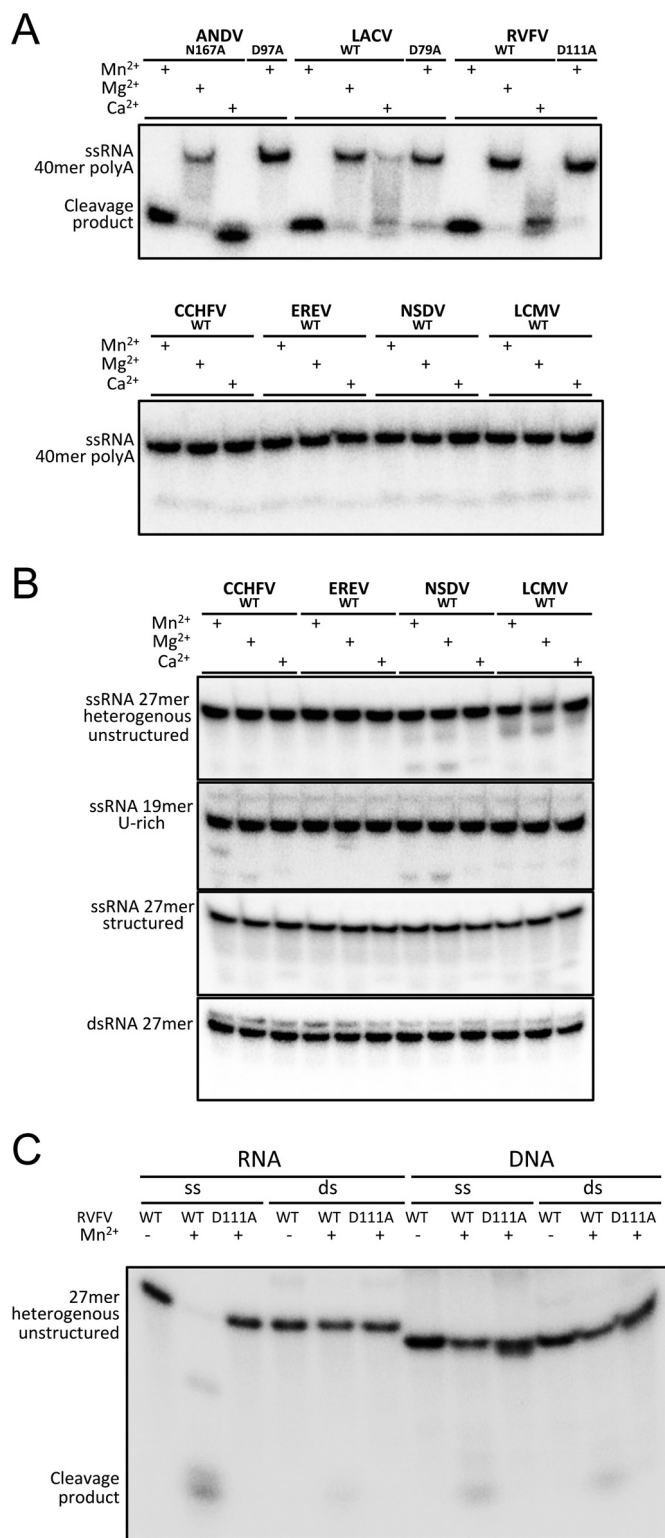 A
ANDV LACV RVFV
N167A D97A WT D79A WT D111A
Mn2+ + + + + + +
Mg2+ + + +
Ca2+ + + +
ssRNA
40mer polyA
Cleavage
product
CCHFV EREV NSDV LCMV
WT WT WT WT
Mn2+ + + + +
Mg2+ + + + +
Ca2+ + + + +
ssRNA
40mer polyA
B
CCHFV EREV NSDV LCMV
WT WT WT WT
Mn2+ + + + +
Mg2+ + + + +
Ca2+ + + + +
ssRNA 27mer
heterogenous
unstructured
ssRNA 19mer
U-rich
ssRNA 27mer
structured
dsRNA 27mer
C
RNA DNA
ss ds ss ds
RVFV WT WT D111A WT WT D111A WT WT D111A WT WT D111A
Mn2+ - + + - + + - + + - + +
27mer
heterogenous
unstructured
Cleavage
product